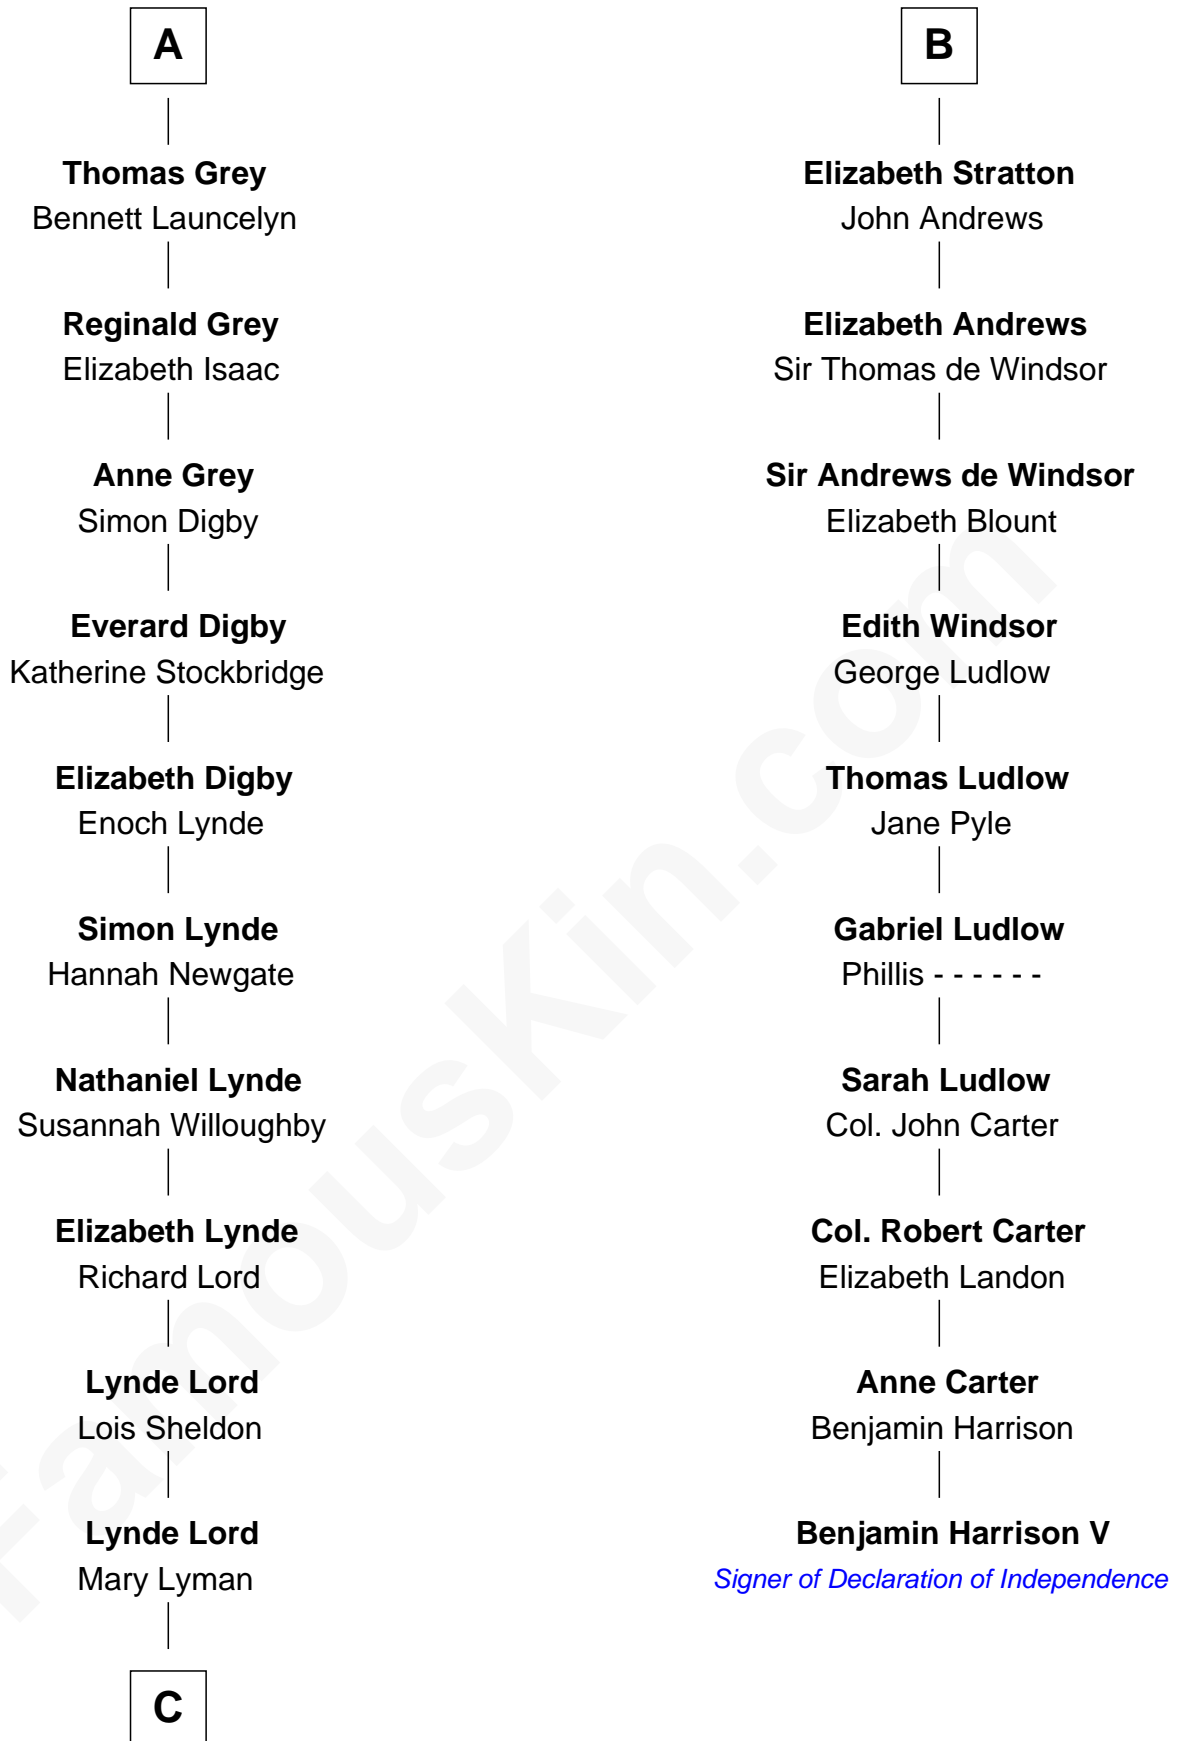 A
Thomas Grey
Bennett Launcelyn
Reginald Grey
Elizabeth Isaac
Anne Grey
Simon Digby
Everard Digby
Katherine Stockbridge
Elizabeth Digby
Enoch Lynde
Simon Lynde
Hannah Newgate
Nathaniel Lynde
Susannah Willoughby
Elizabeth Lynde
Richard Lord
Lynde Lord
Lois Sheldon
Lynde Lord
Mary Lyman
C
B
Elizabeth Stratton
John Andrews
Elizabeth Andrews
Sir Thomas de Windsor
Sir Andrews de Windsor
Elizabeth Blount
Edith Windsor
George Ludlow
Thomas Ludlow
Jane Pyle
Gabriel Ludlow
Phillis - - - - - -
Sarah Ludlow
Col. John Carter
Col. Robert Carter
Elizabeth Landon
Anne Carter
Benjamin Harrison
Benjamin Harrison V
Signer of Declaration of Independence
FamousKin.com